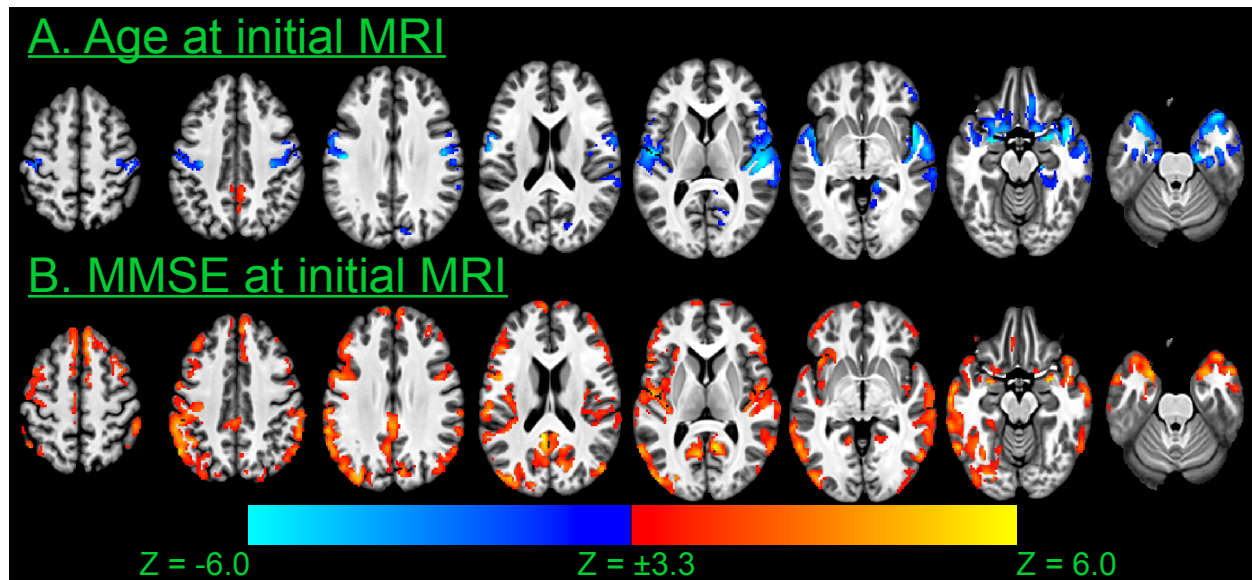 A. Age at initial MRI
B. MMSE at initial MRI
Z = -6.0 Z = ±3.3 Z = 6.0